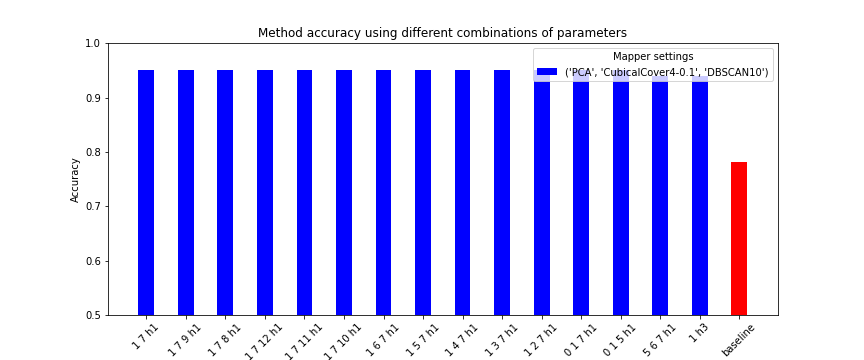 Method accuracy using different combinations of parameters
Mapper settings
('PCA', 'CubicalCover4-0.1', 'DBSCAN10')
Accuracy
1.0
0.9
0.8
0.7
0.6
0.5
1 7 h1
1 7 9 h1
1 7 8 h1
1 7 12 h1
1 7 11 h1
1 7 10 h1
1 6 7 h1
1 5 7 h1
1 4 7 h1
1 3 7 h1
1 2 7 h1
0 1 7 h1
0 1 5 h1
5 6 7 h1
1 h3
baseline